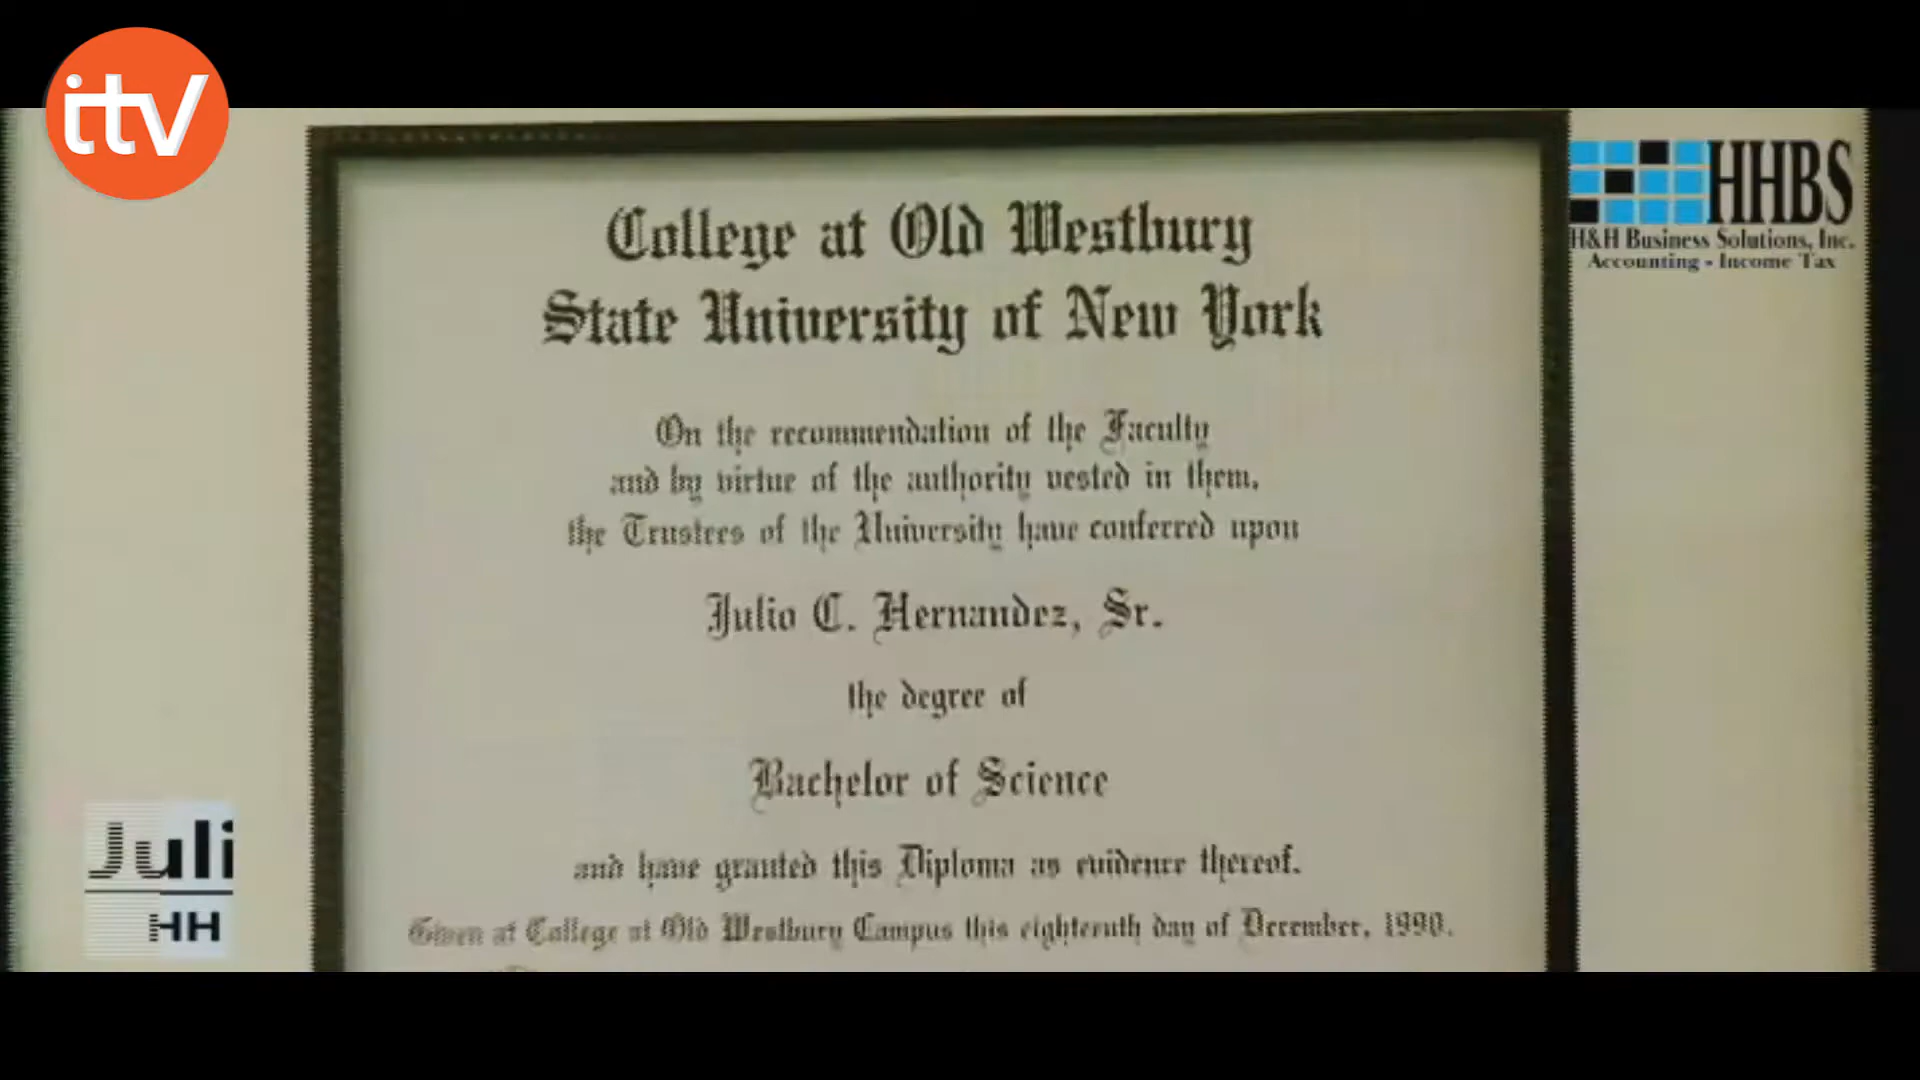 itv
HHBS
H&H Business Solutions, Inc.
Accounting - Income Tax
College at Old Westbury
State University of New York
On the recommendation of the Faculty
and by virtue of the authority vested in them,
the Trustees of the University have conferred upon
Julio C. Hernandez, Sr.
the degree of
Bachelor of Science
and have granted this Diploma as evidence thereof.
Given at College at Old Westbury Campus this eighteenth day of December, 1990.
Juli
HH